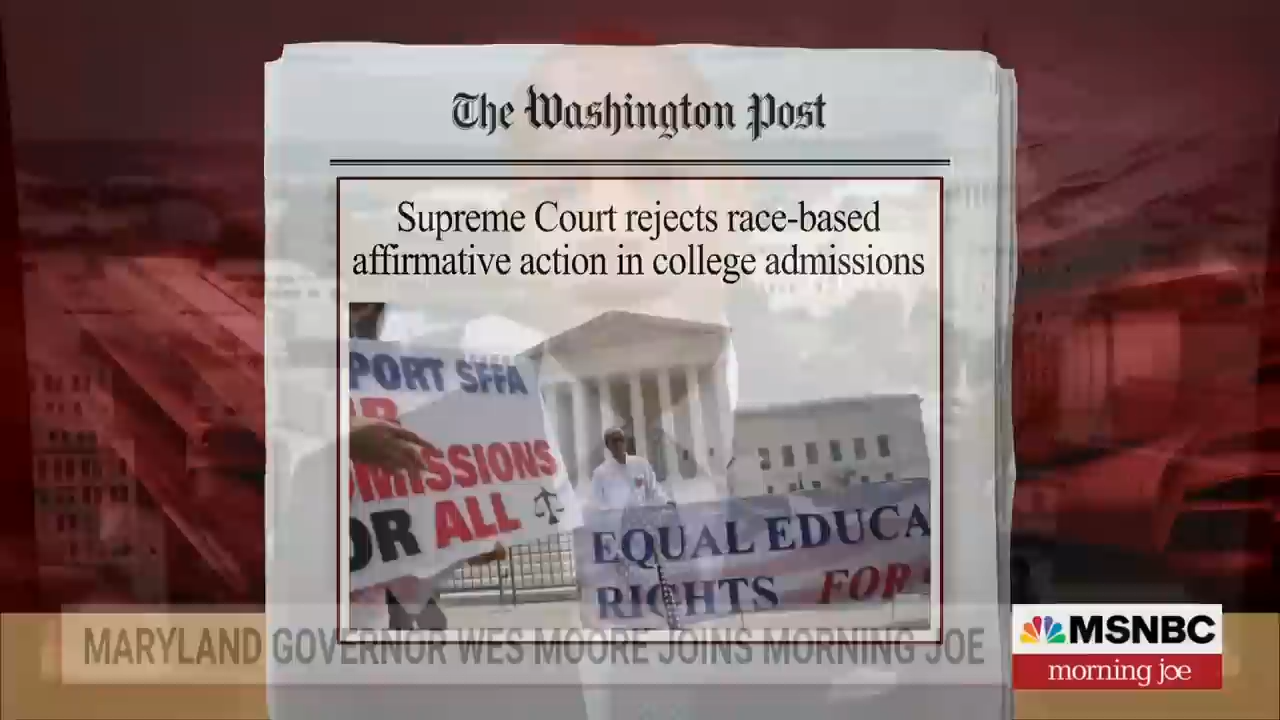 The Washington Post
Supreme Court rejects race-based
affirmative action in college admissions
PORT SFFA
MISSIONS
OR ALL
EQUAL EDUCA
RIGHTS FOR
MARYLAND GOVERNOR WES MOORE JOINS MORNING JOE
MSNBC
morning joe